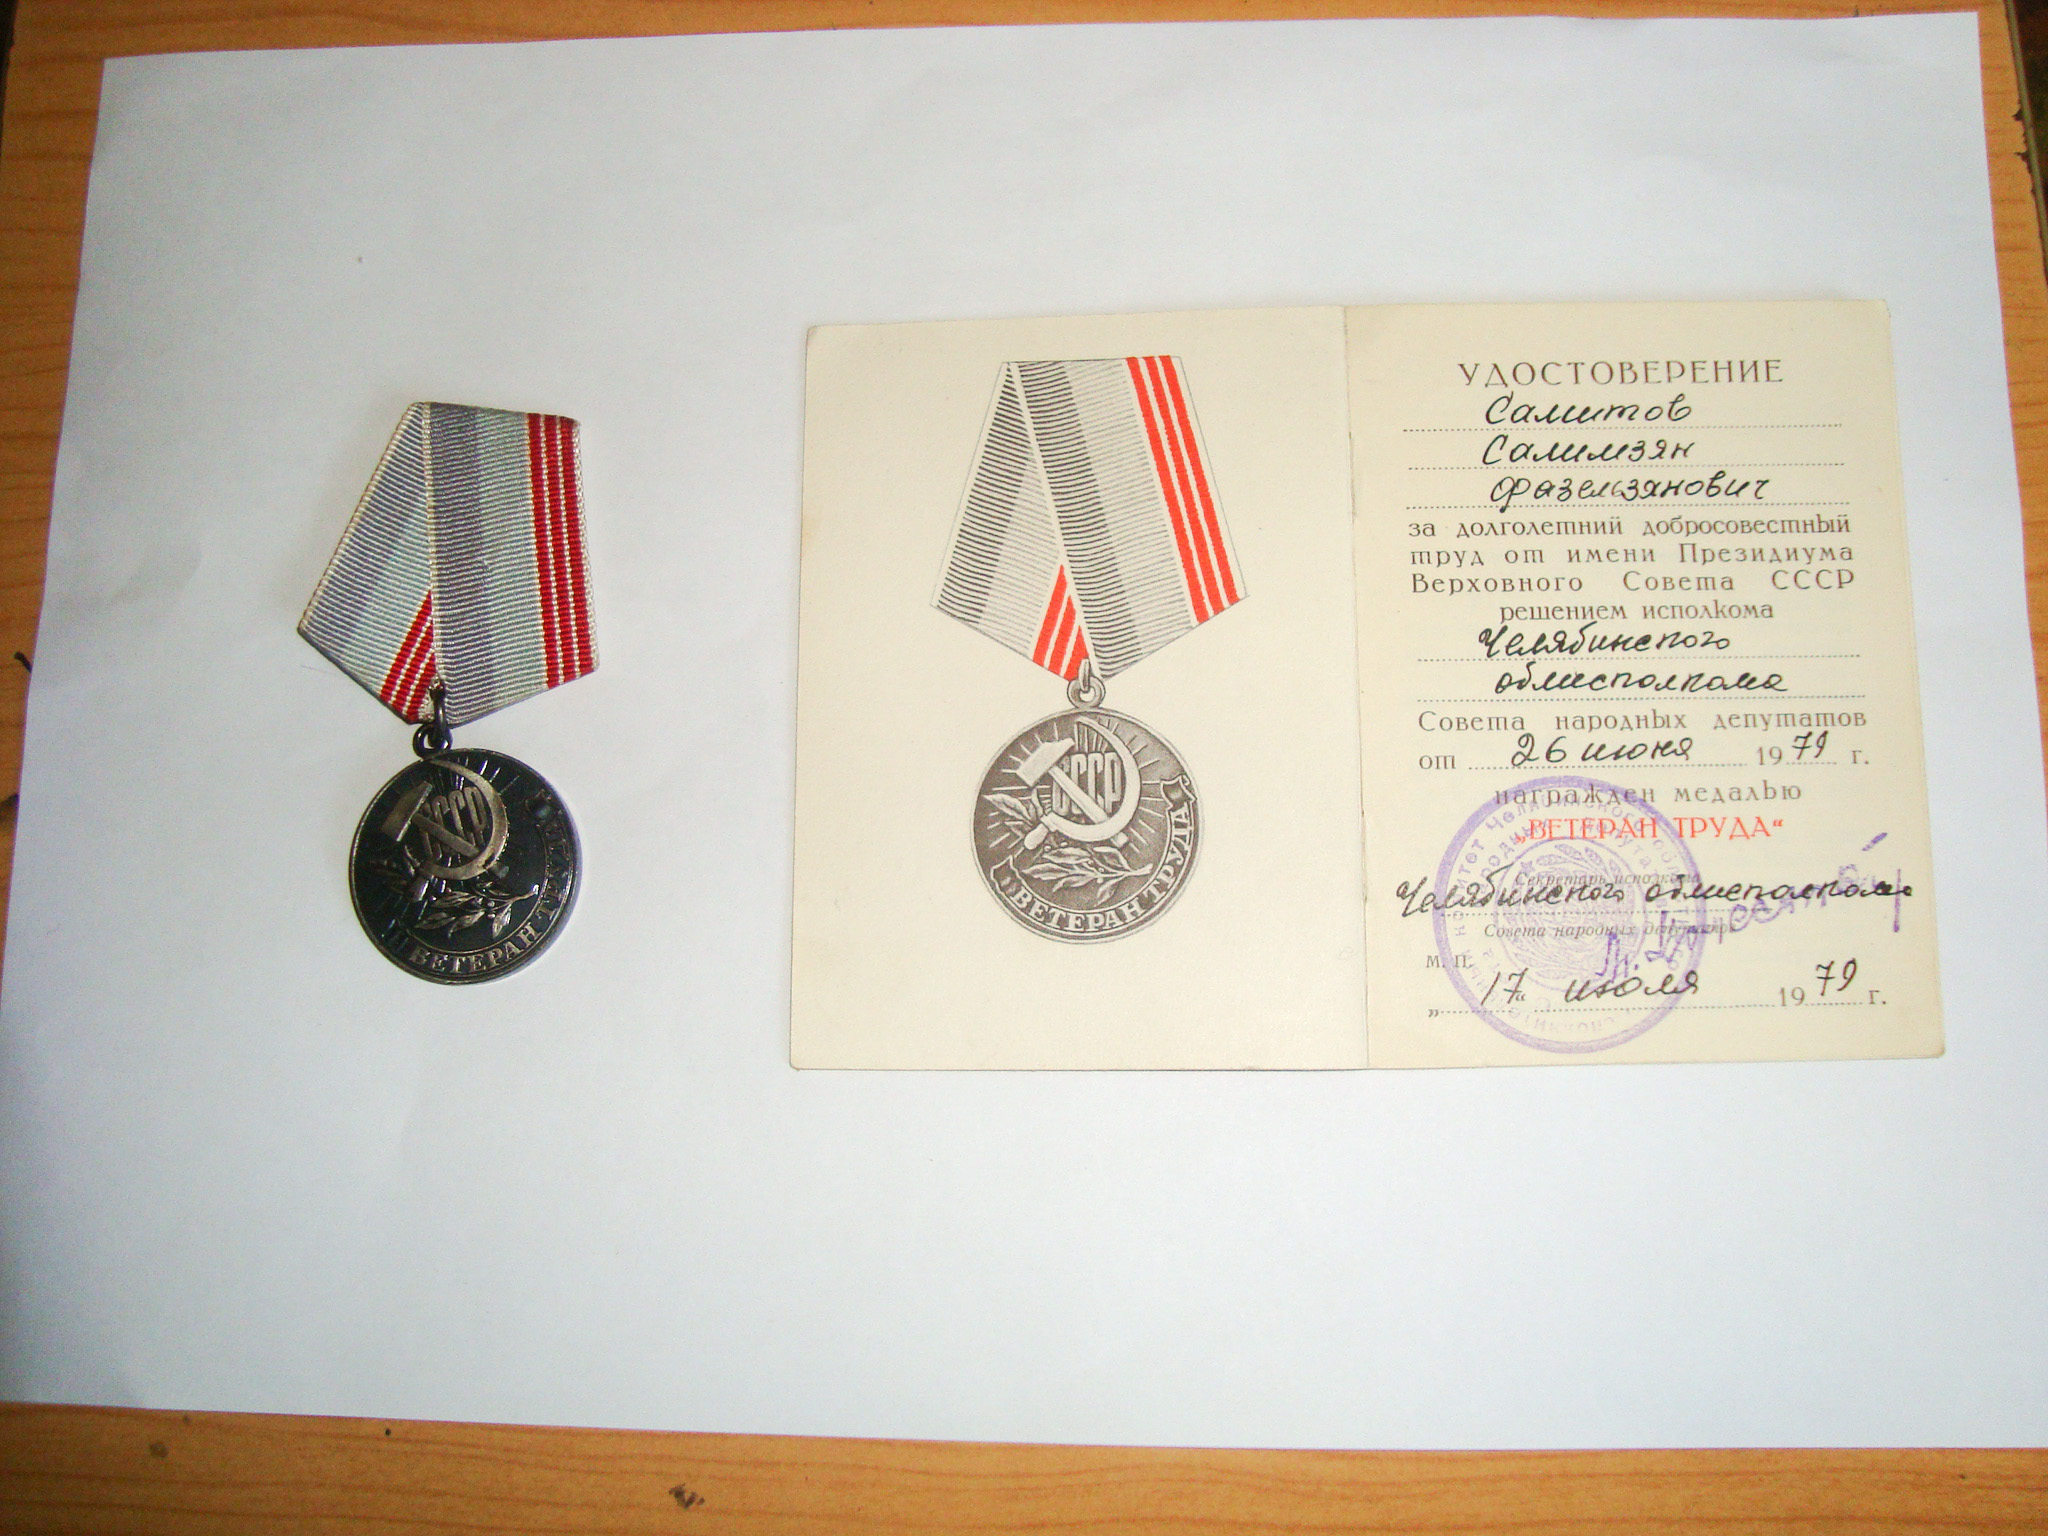 СССР
ВЕТЕРАН ТРУДА
СССР
ВЕТЕРАН ТРУДА
УДОСТОВЕРЕНИЕ
Самитов
Салимзян
Фазельзянович
за долголетний добросовестный
труд от имени Президиума
Верховного Совета СССР
решением исполкома
Челябинского
облисполкома
Совета народных депутатов
от 26 июня 1979 г.
награжден медалью
„ВЕТЕРАН ТРУДА“
Секретарь исполкома
Челябинского облисполкома
Совета народных депутатов
М. П.
„17“ июля 1979 г.